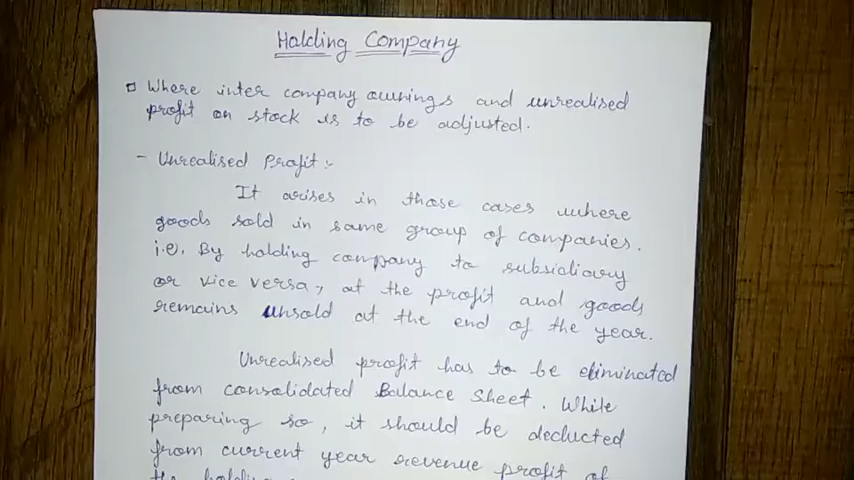 Holding Company
Where inter company ownings and unrealised
profit on stock is to be adjusted.
- Unrealised Profit :-
It arises in those cases where
goods sold in same group of companies.
i.e. By holding company to subsidiary
or vice versa, at the profit and goods
remains unsold at the end of the year.
Unrealised profit has to be eliminated
from consolidated Balance Sheet. While
preparing so, it should be deducted
from current year revenue profit of
the holding